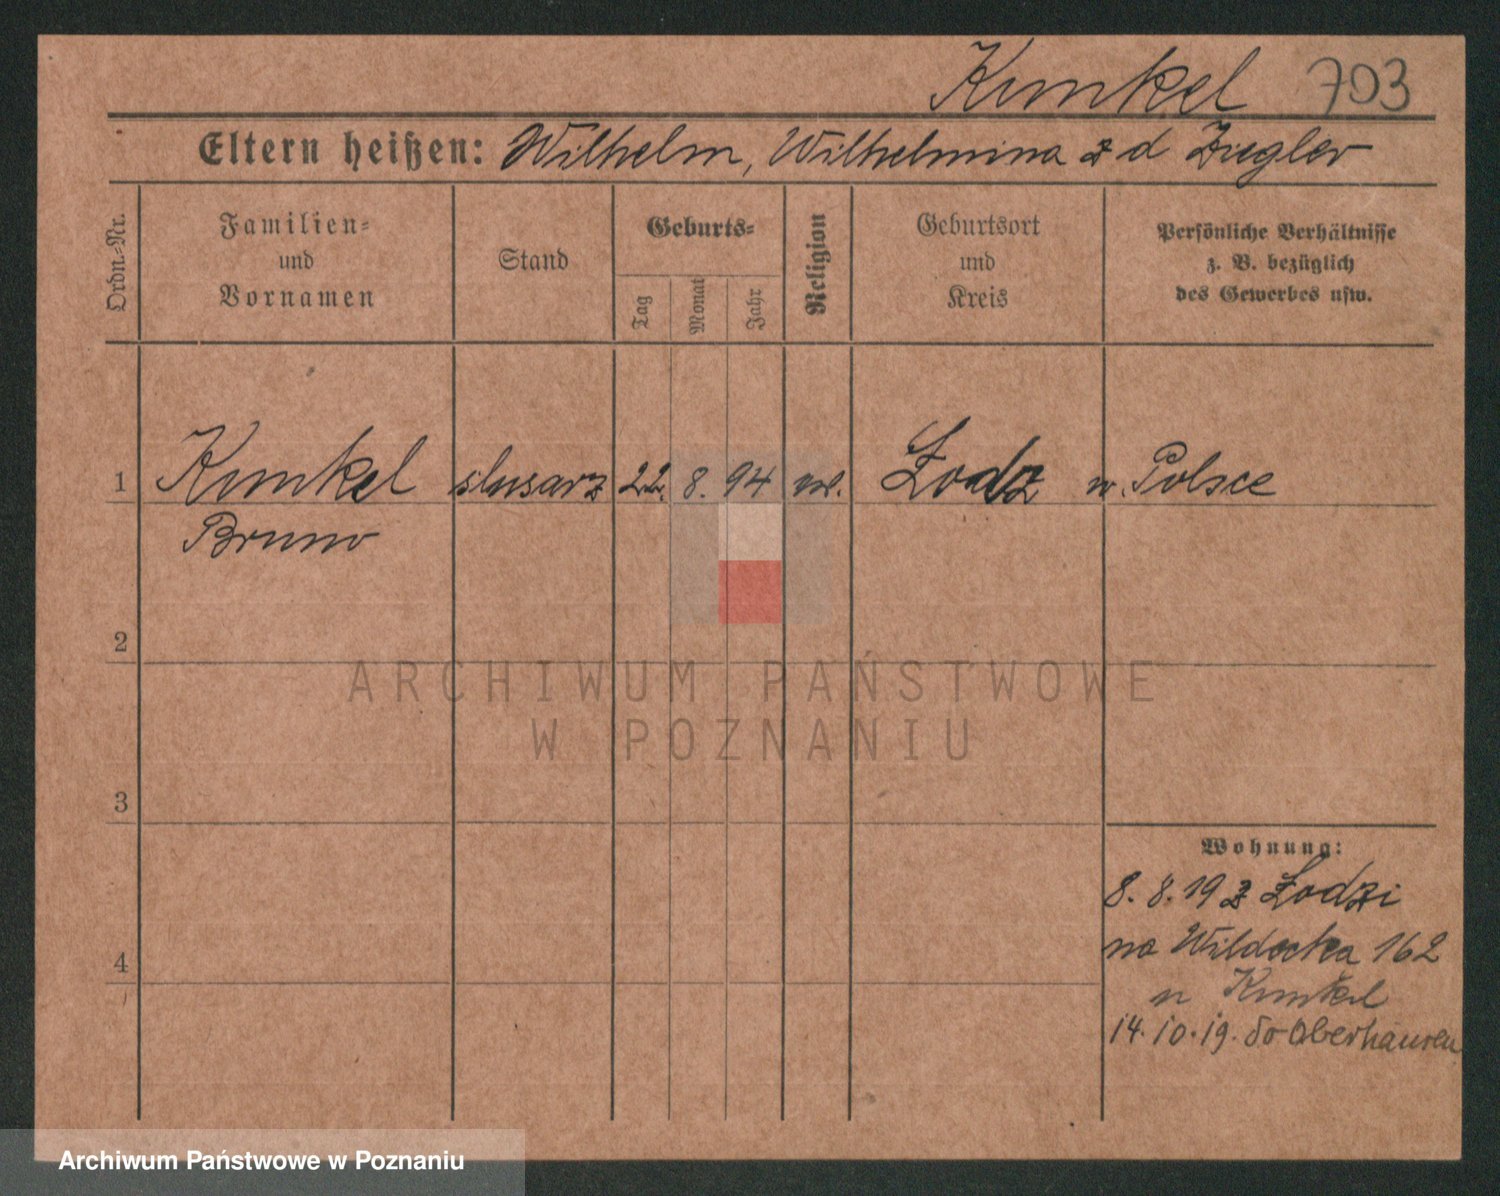 Kunkel 703
Eltern heißen: Wilhelm, Wilhelmina z d Ziegler
Ordn.=Nr.
Familien=
und
Vornamen
Stand
Geburts=
Tag
Monat
Jahr
Religion
Geburtsort
und
Kreis
Persönliche Verhältnisse
z. B. bezüglich
des Gewerbes usw.
1 Kunkel ślusarz 22. 8. 94 Łodz w. Polsce
Bruno
2
3
4
Wohnung:
8. 8. 19 z Łodzi
na Wildecka 162
u Kunkel
14. 10. 19. do Oberhausen
ARCHIWUM PAŃSTWOWE
W POZNANIU
Archiwum Państwowe w Poznaniu